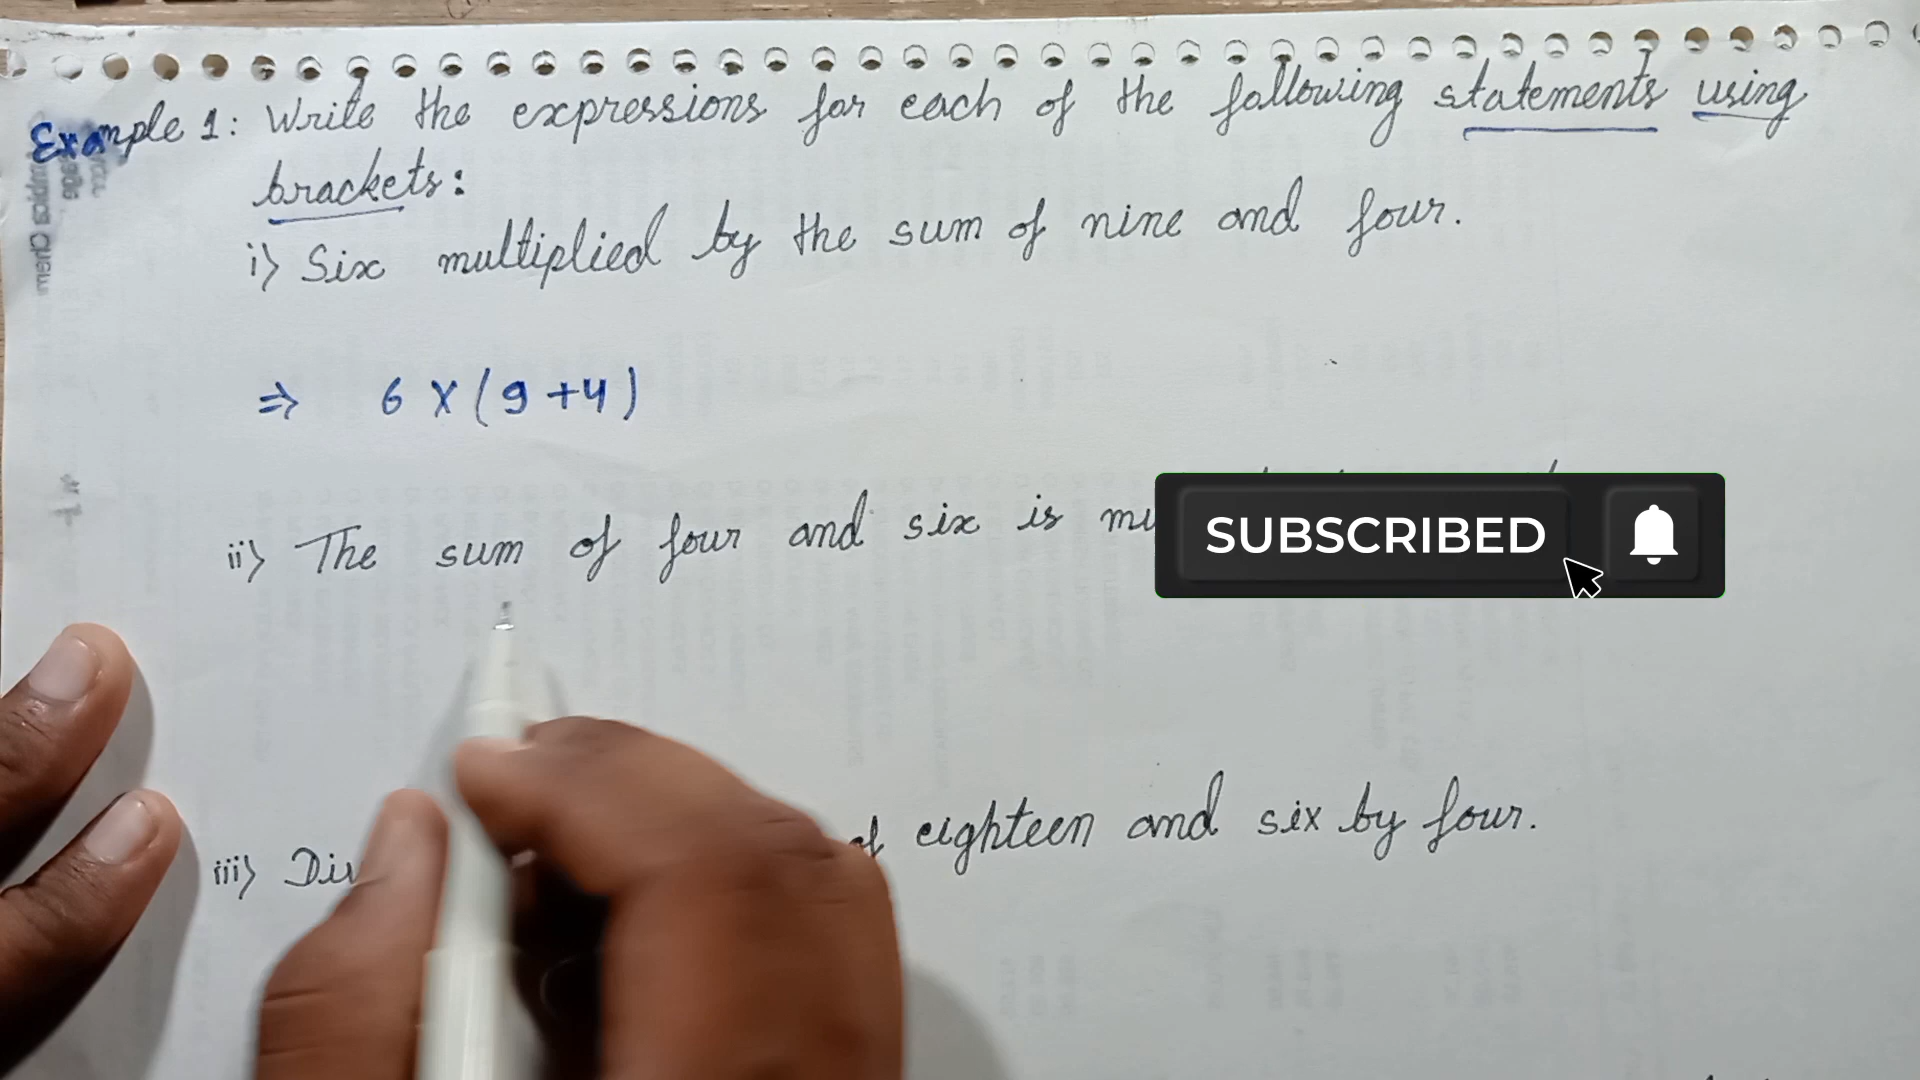 Example 1: Write the expressions for each of the following statements using
brackets:
i) Six multiplied by the sum of nine and four.
⇒ 6 X (9+4)
ii) The sum of four and six is
SUBSCRIBED
iii) of eighteen and six by four.